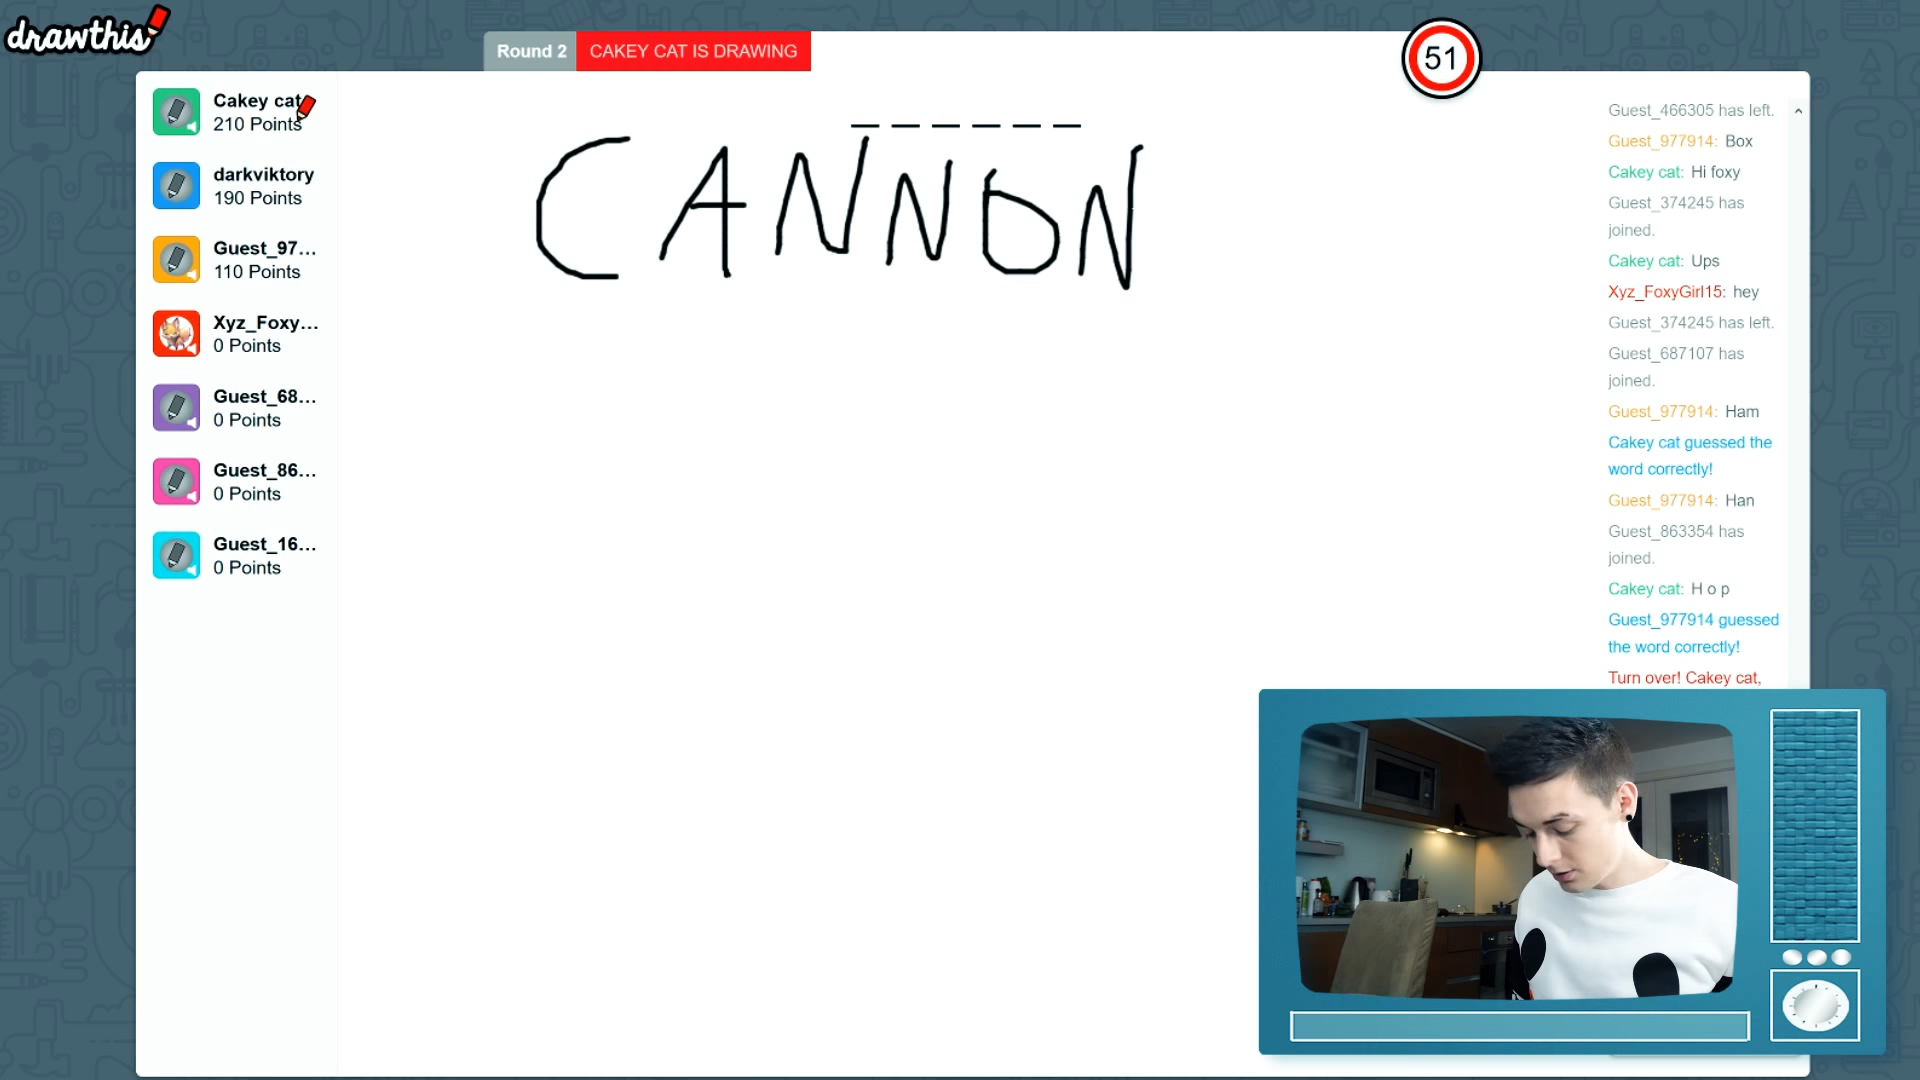 drawthis
Round 2 CAKEY CAT IS DRAWING
51
Cakey cat
210 Points
darkviktory
190 Points
Guest_97...
110 Points
Xyz_Foxy...
0 Points
Guest_68...
0 Points
Guest_86...
0 Points
Guest_16...
0 Points
CANNON
Guest_466305 has left.
Guest_977914: Box
Cakey cat: Hi foxy
Guest_374245 has
joined.
Cakey cat: Ups
Xyz_FoxyGirl15: hey
Guest_374245 has left.
Guest_687107 has
joined.
Guest_977914: Ham
Cakey cat guessed the
word correctly!
Guest_977914: Han
Guest_863354 has
joined.
Cakey cat: H o p
Guest_977914 guessed
the word correctly!
Turn over! Cakey cat,